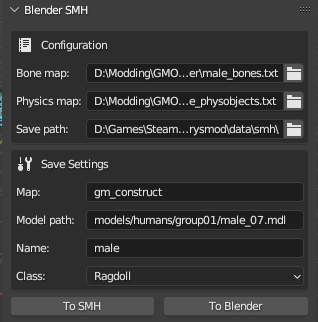 Blender SMH
Configuration
Bone map: D:\Modding\GMO...er\male_bones.txt
Physics map: D:\Modding\GMO...e_physobjects.txt
Save path: D:\Games\Steam...rysmod\data\smh\
Save Settings
Map: gm_construct
Model path: models/humans/group01/male_07.mdl
Name: male
Class: Ragdoll
To SMH To Blender